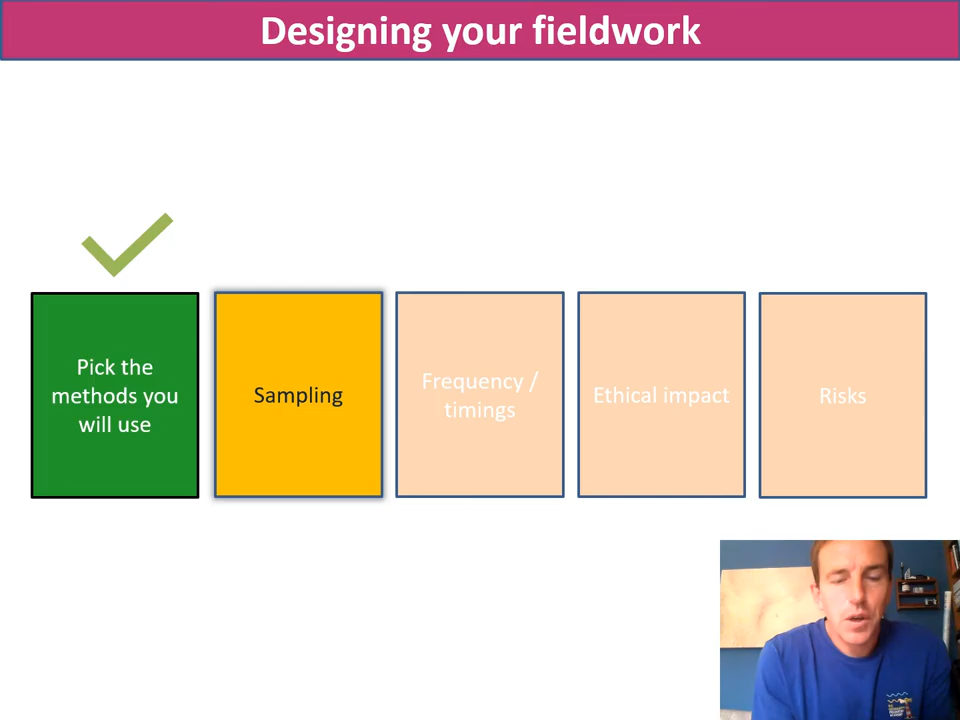 Designing your fieldwork
Pick the
methods you
will use
Sampling
Frequency /
timings
Ethical impact
Risks